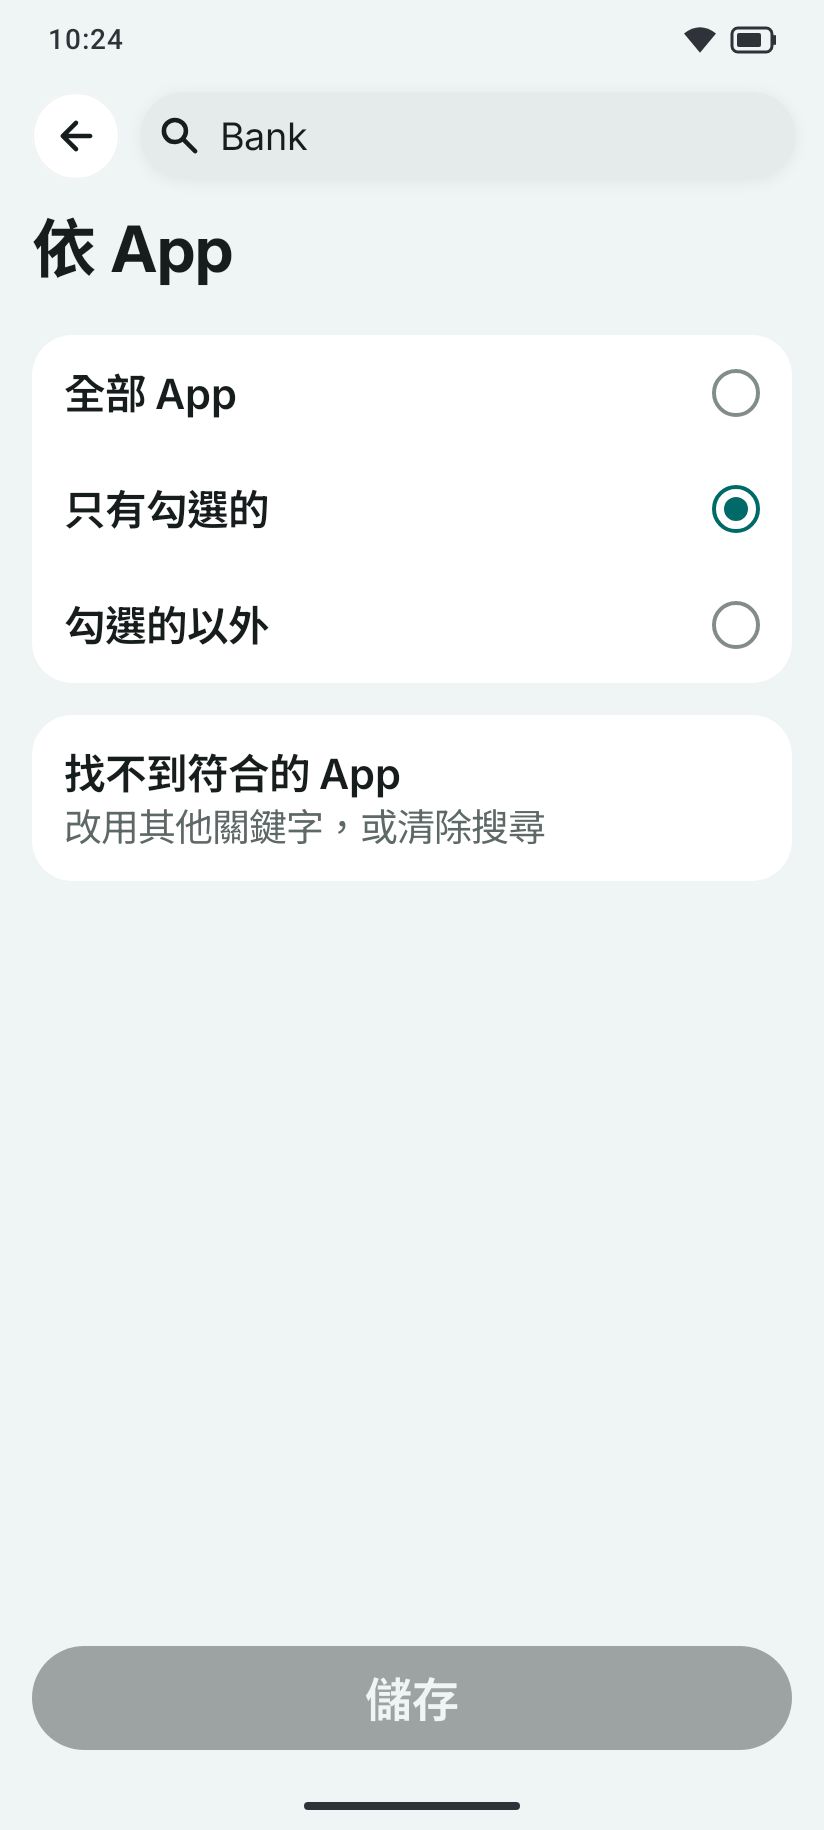 10:24
Bank
依 App
全部 App
只有勾選的
勾選的以外
找不到符合的 App
改用其他關鍵字，或清除搜尋
儲存